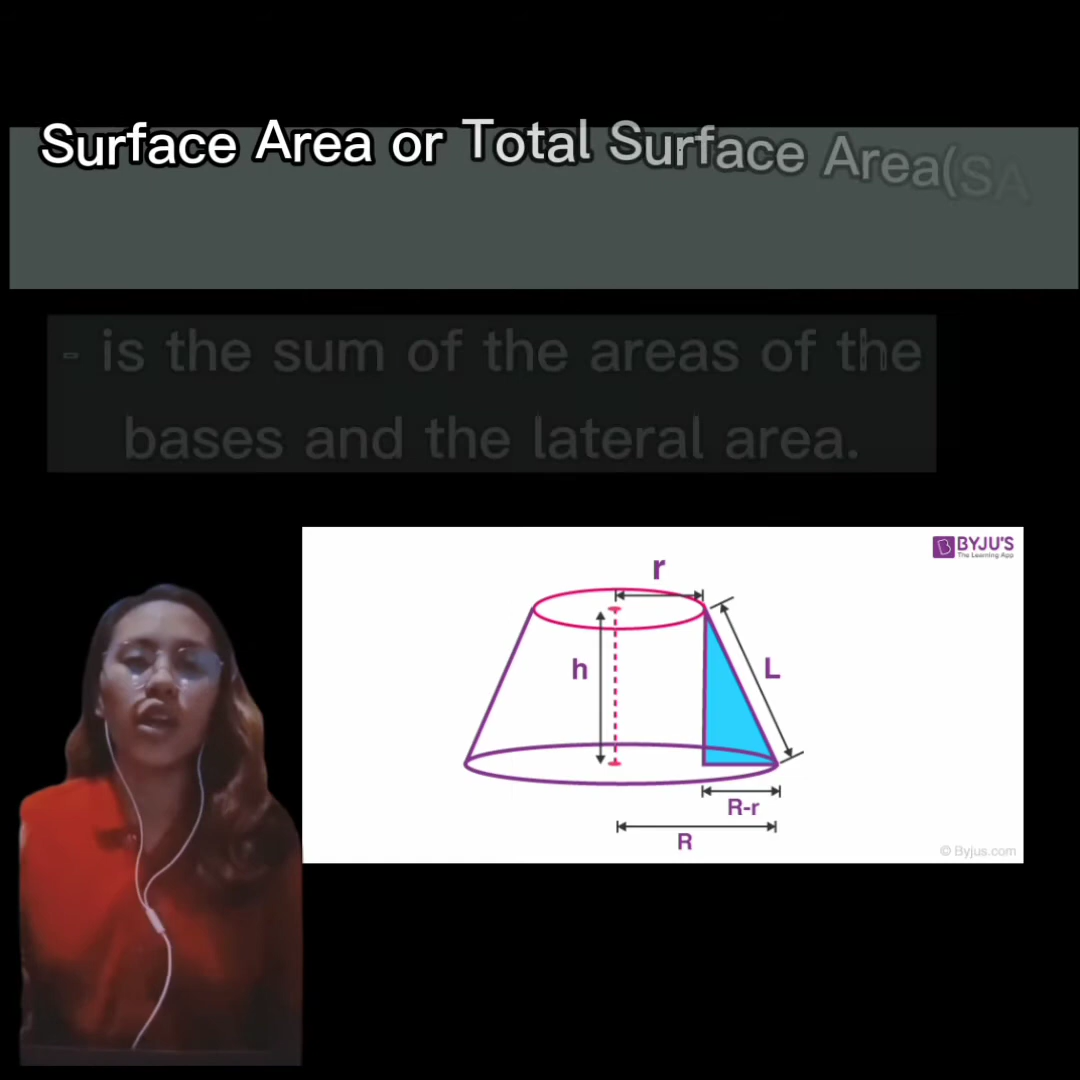 Surface Area or Total Surface Area(SA
- is the sum of the areas of the
bases and the lateral area.
BYJU'S
The Learning App
r
h
L
R-r
R
© Byjus.com